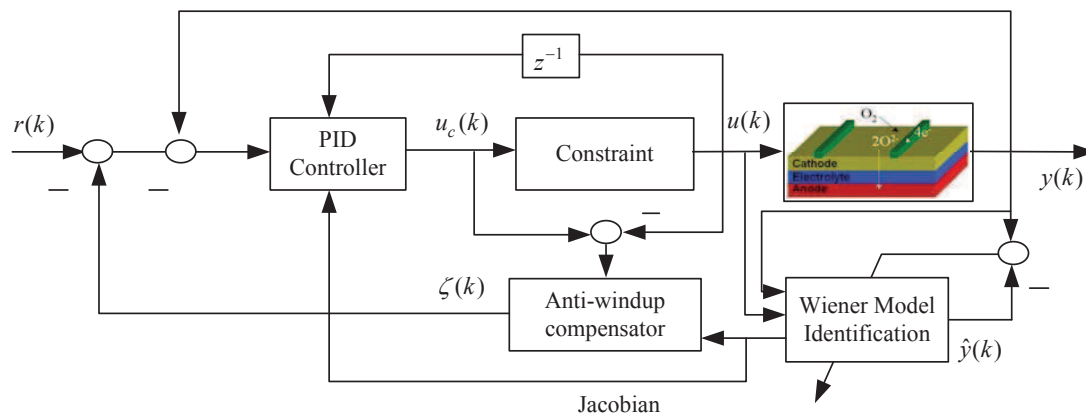 z⁻¹
r(k)
PID
Controller
u_c(k)
Constraint
u(k)
O₂
4e⁻
2O²⁻
Cathode
Electrolyte
Anode
y(k)
−
−
−
−
ζ(k)
Anti-windup
compensator
Wiener Model
Identification
ŷ(k)
Jacobian